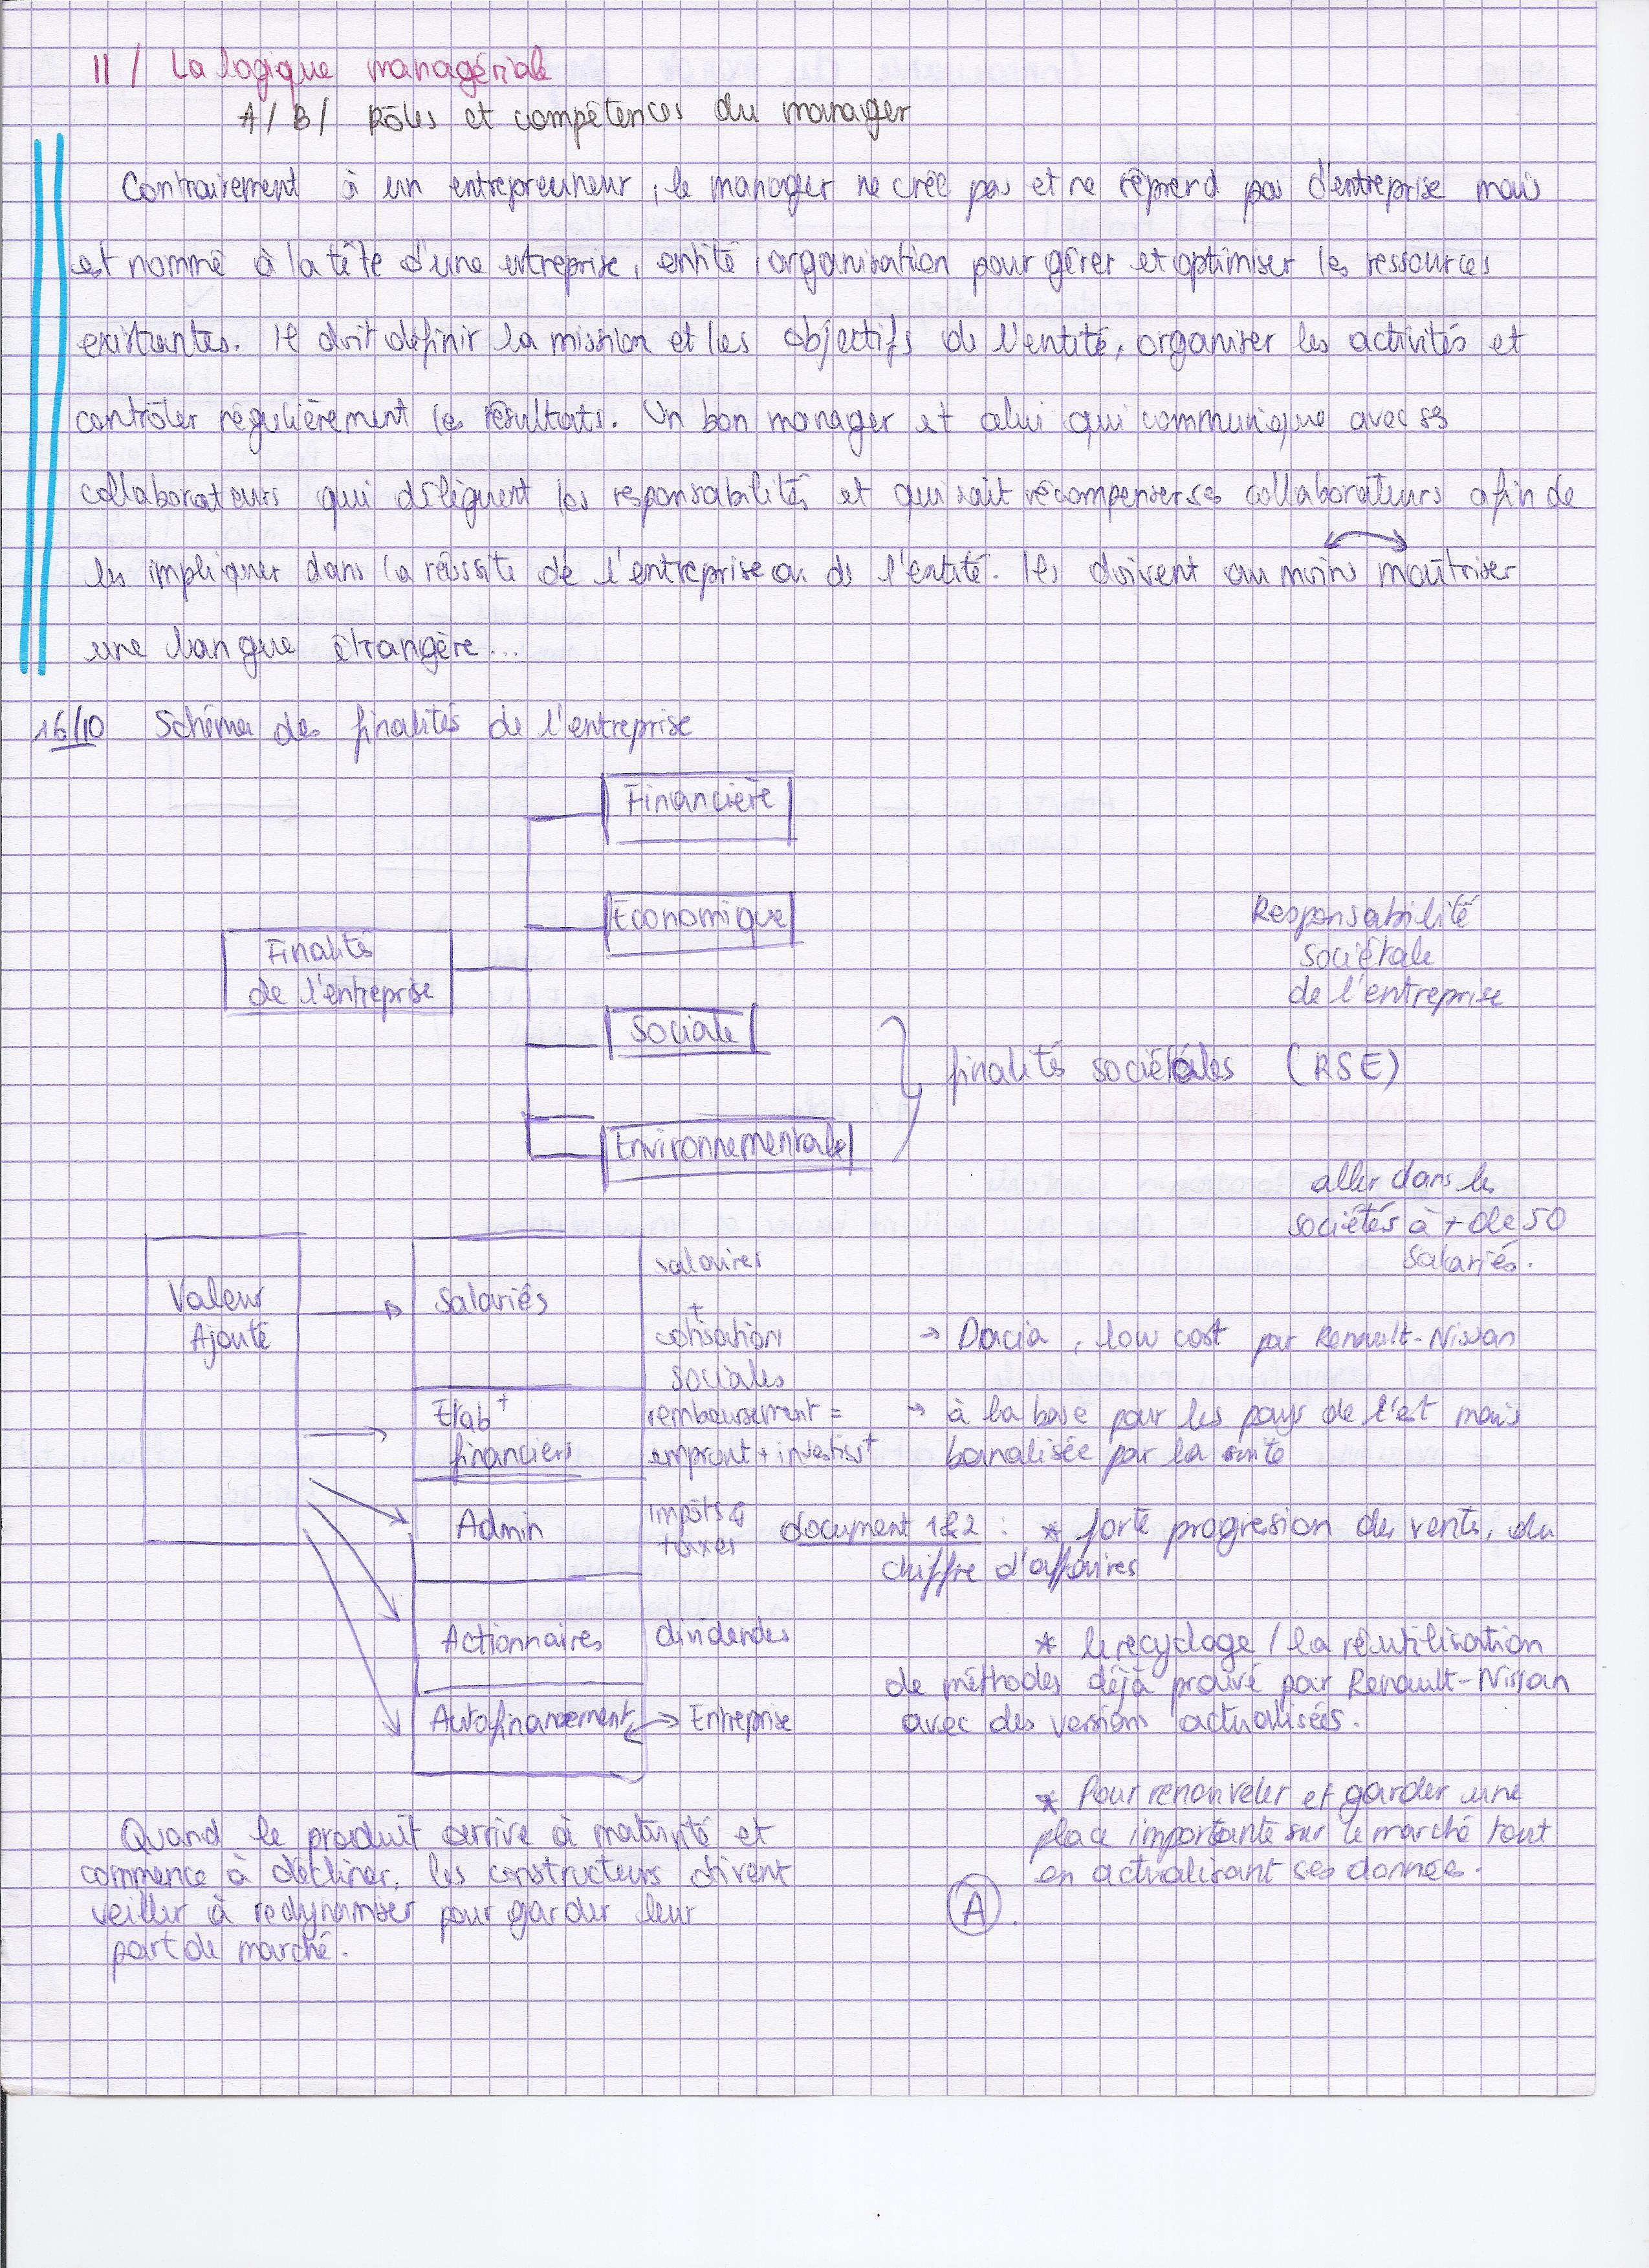 II / La logique managériale
A/ B/ Rôles et compétences du manager
Contrairement à un entrepreuneur, le manager ne crée pas et ne reprend pas d'entreprise mais
est nommé à la tête d'une entreprise, entité, organisation pour gérer et optimiser les ressources
existantes. Il doit définir la mission et les objectifs de l'entité, organiser les activités et
contrôler régulièrement les résultats. Un bon manager et celui qui communique avec ses
collaborateurs qui délèguent les responsabilités et qui sait récompenser ses collaborateurs afin de
les impliquer dans la réussite de l'entreprise ou de l'entité. Ils doivent au moins maîtriser
une langue étrangère...
16/10 Schéma des finalités de l'entreprise
Financière
Economique
Finalités
de l'entreprise
Sociale
Environnementale
Responsabilité
sociétale
de l'entreprise
finalités sociétales (RSE)
aller dans les
sociétés à + de 50
salariés.
Valeur
Ajouté
Salariés
salaires
+
cotisation
sociales
Etab+
financiers
remboursement =
emprunt + investisst
Admin
impôts &
taxes
Actionnaires
dividendes
Autofinancement
Entreprise
→ Dacia, low cost par Renault-Nissan
→ à la base pour les pays de l'est mais
banalisée par la suite
document 1&2 : * forte progression des vents, du
chiffre d'affaires
* le recyclage / la réutilisation
de méthodes déjà prouvé par Renault-Nissan
avec des versions actualisées.
* Pour renouveler et garder une
place importante sur le marché tout
en actualisant ses données.
A.
Quand le produit arrive à maturité et
commence à décliner, les constructeurs doivent
veiller à redynamiser pour garder leur
part de marché.